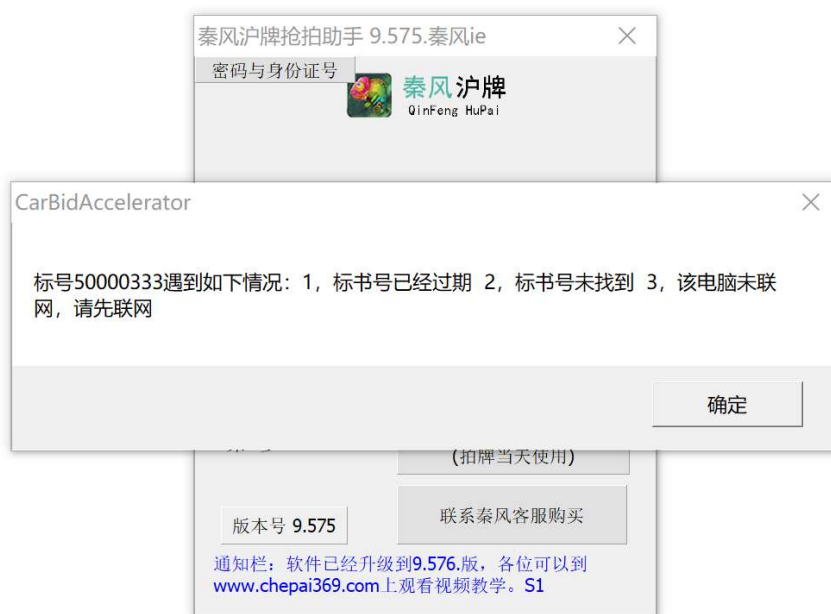 秦风沪牌抢拍助手 9.575.秦风ie
密码与身份证号
秦风沪牌
QinFeng HuPai
CarBidAccelerator
标号50000333遇到如下情况：1，标书号已经过期 2，标书号未找到 3，该电脑未联
网，请先联网
确定
(拍牌当天使用)
联系秦风客服购买
版本号 9.575
通知栏：软件已经升级到9.576.版，各位可以到
www.chepai369.com上观看视频教学。S1